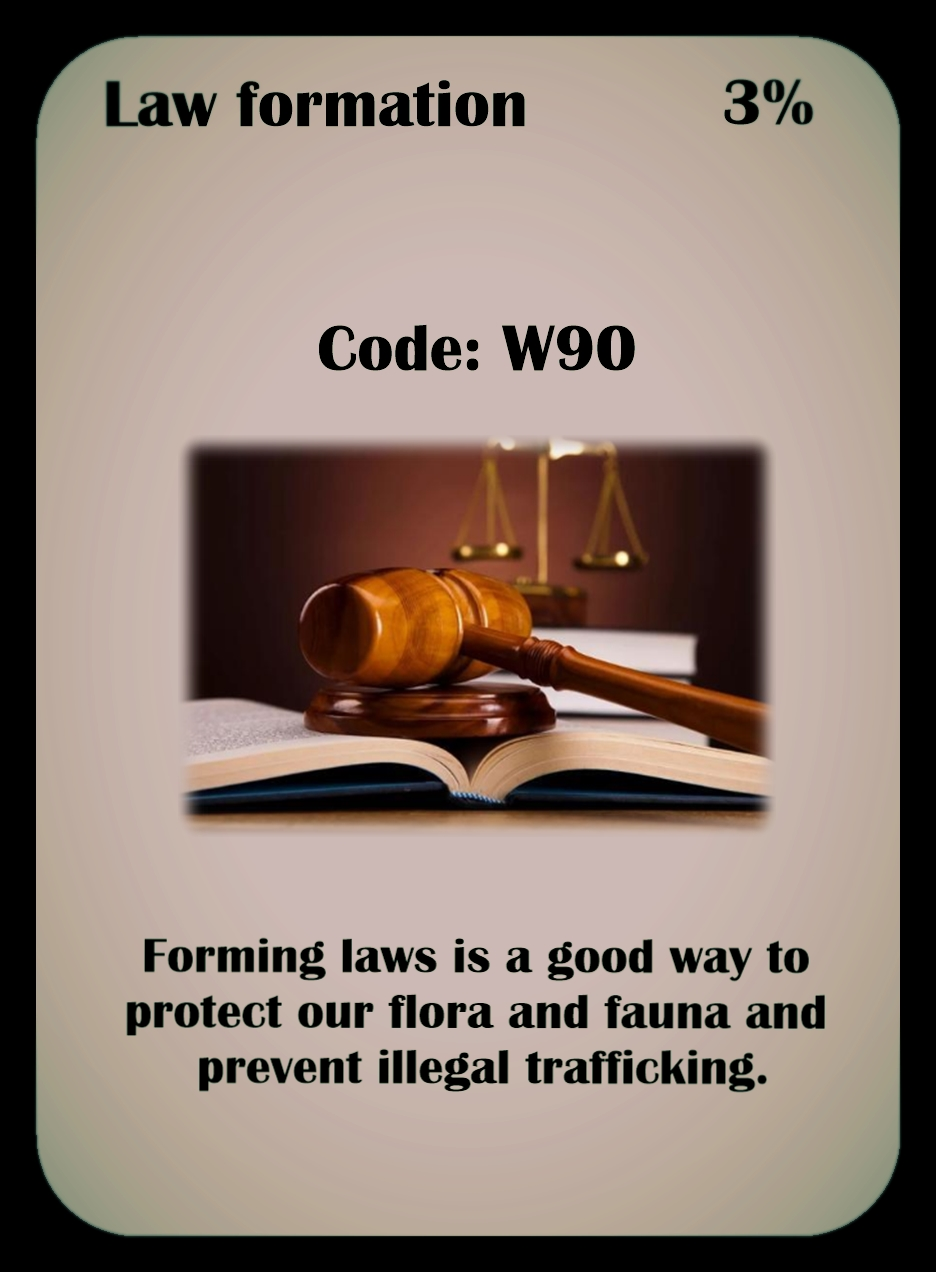 Law formation 3%
Code: W90
Forming laws is a good way to
protect our flora and fauna and
prevent illegal trafficking.